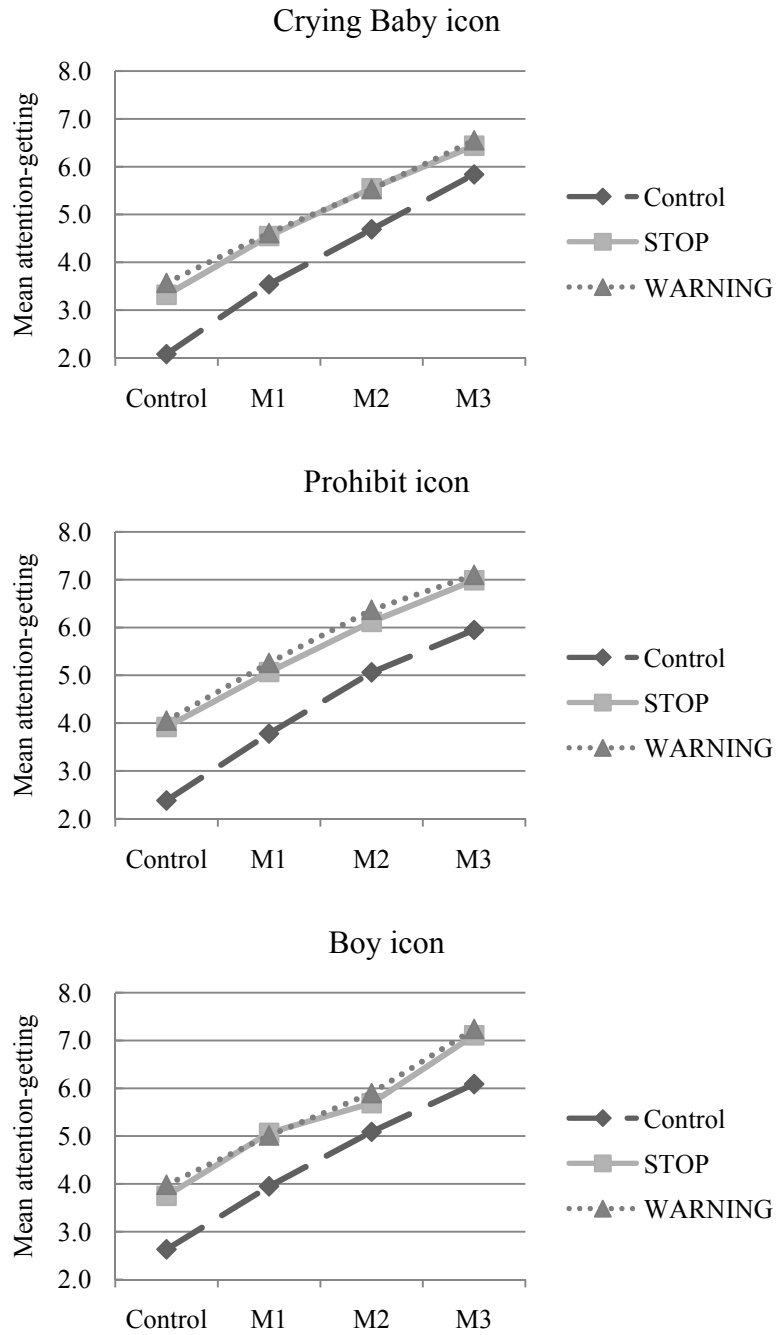 Crying Baby icon
Mean attention-getting
8.0
7.0
6.0
5.0
4.0
3.0
2.0
Control M1 M2 M3
Control
STOP
WARNING
Prohibit icon
Mean attention-getting
8.0
7.0
6.0
5.0
4.0
3.0
2.0
Control M1 M2 M3
Control
STOP
WARNING
Boy icon
Mean attention-getting
8.0
7.0
6.0
5.0
4.0
3.0
2.0
Control M1 M2 M3
Control
STOP
WARNING